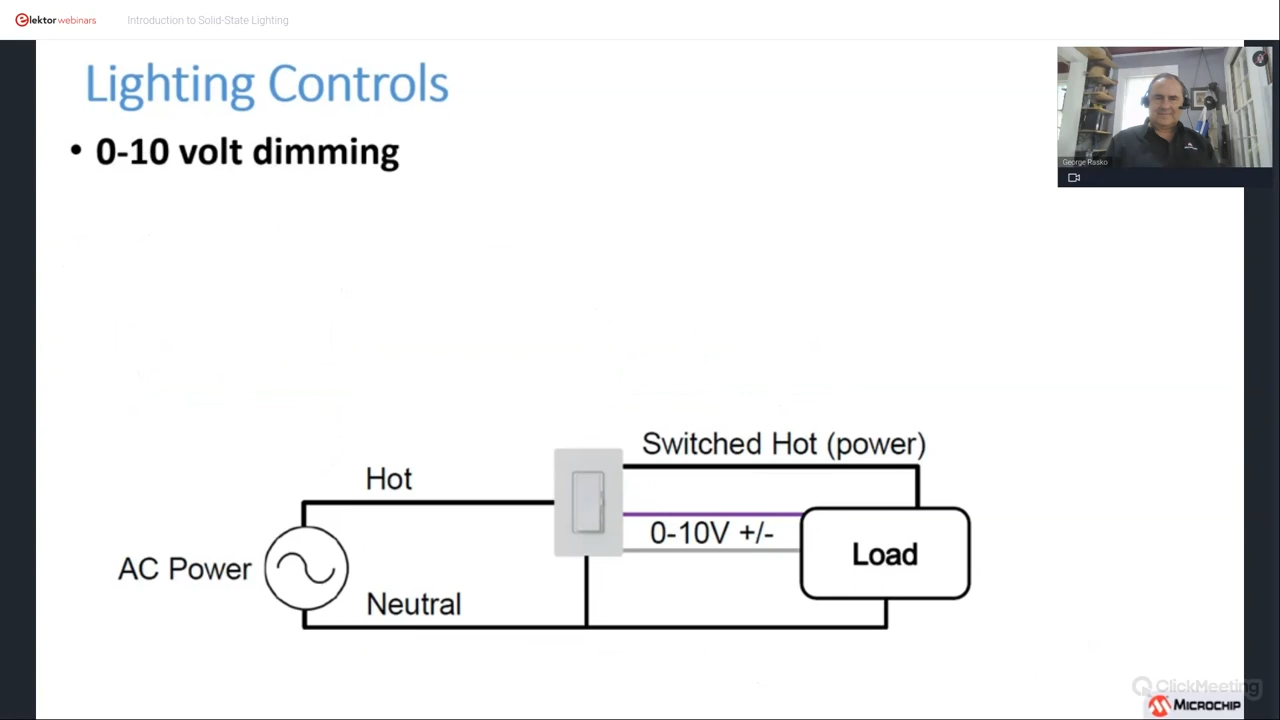 elektor webinars
Introduction to Solid-State Lighting
Lighting Controls
• 0-10 volt dimming
George Rasko
Switched Hot (power)
Hot
0-10V +/-
Load
AC Power
Neutral
ClickMeeting
MICROCHIP